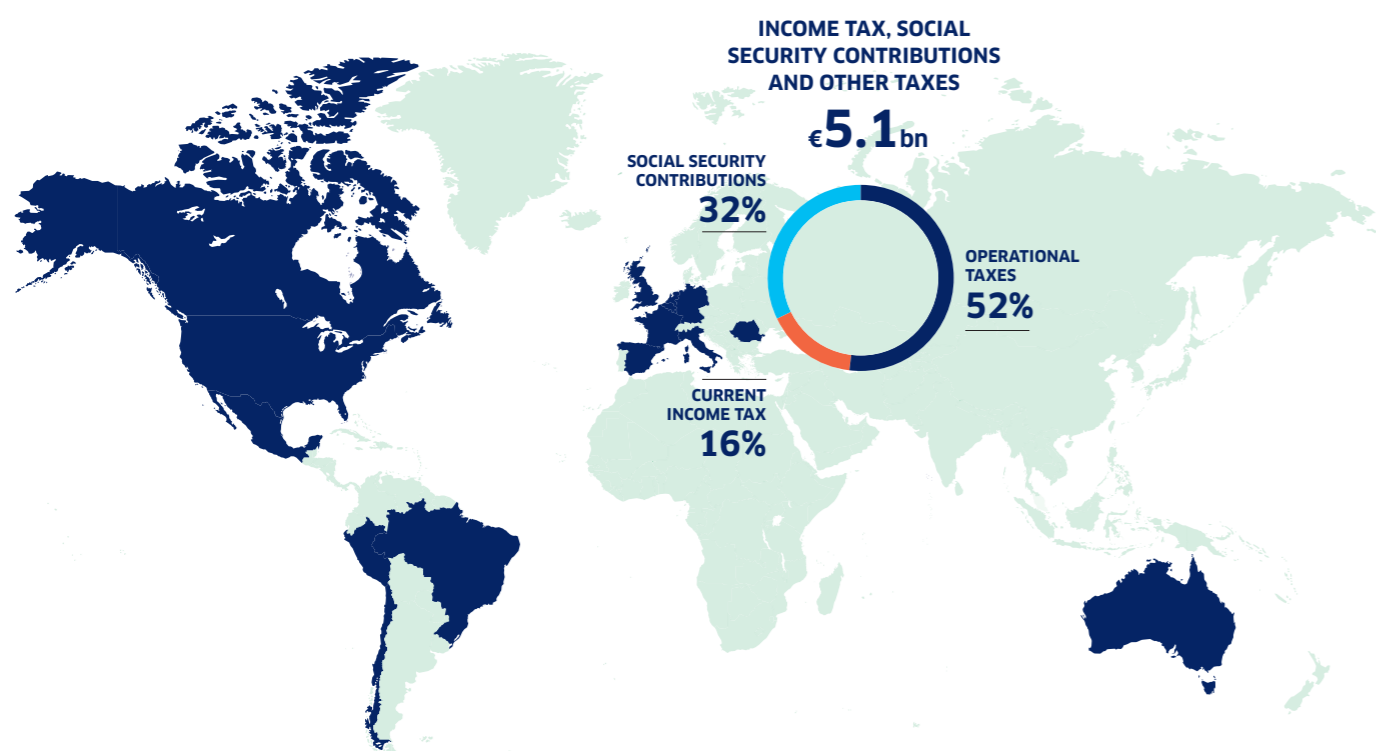 INCOME TAX, SOCIAL
SECURITY CONTRIBUTIONS
AND OTHER TAXES
€5.1bn
SOCIAL SECURITY
CONTRIBUTIONS
32%
OPERATIONAL
TAXES
52%
CURRENT
INCOME TAX
16%